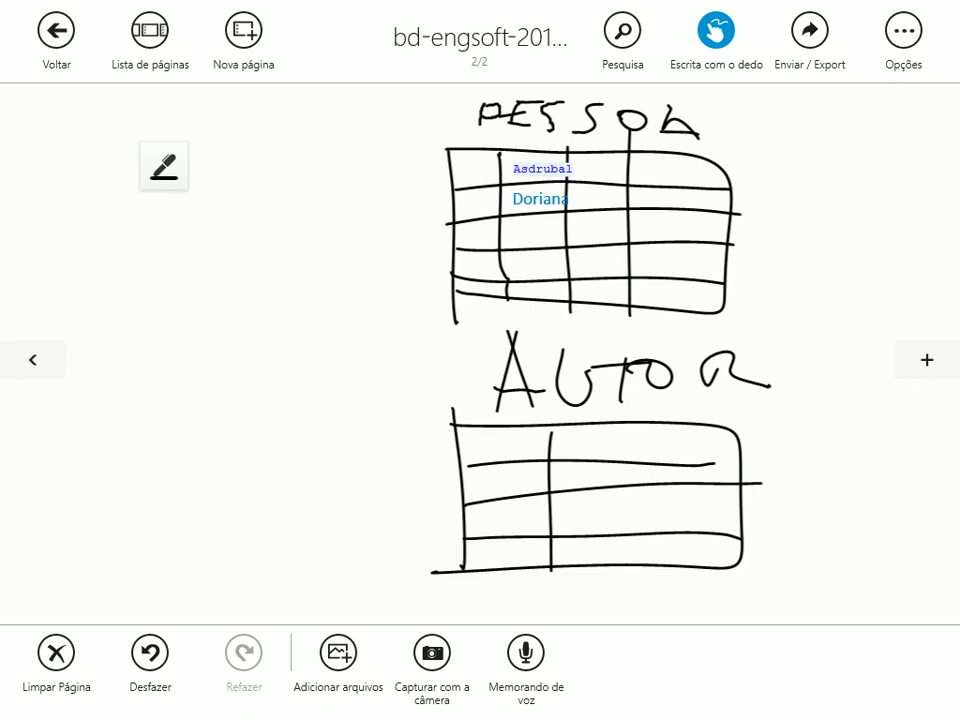 Voltar
Lista de páginas
Nova página
bd-engsoft-201...
2/2
Pesquisa
Escrita com o dedo
Enviar / Export
Opções
PESSOA
Asdrubal
Doriana
AUTOR
Limpar Página
Desfazer
Refazer
Adicionar arquivos
Capturar com a
câmera
Memorando de
voz